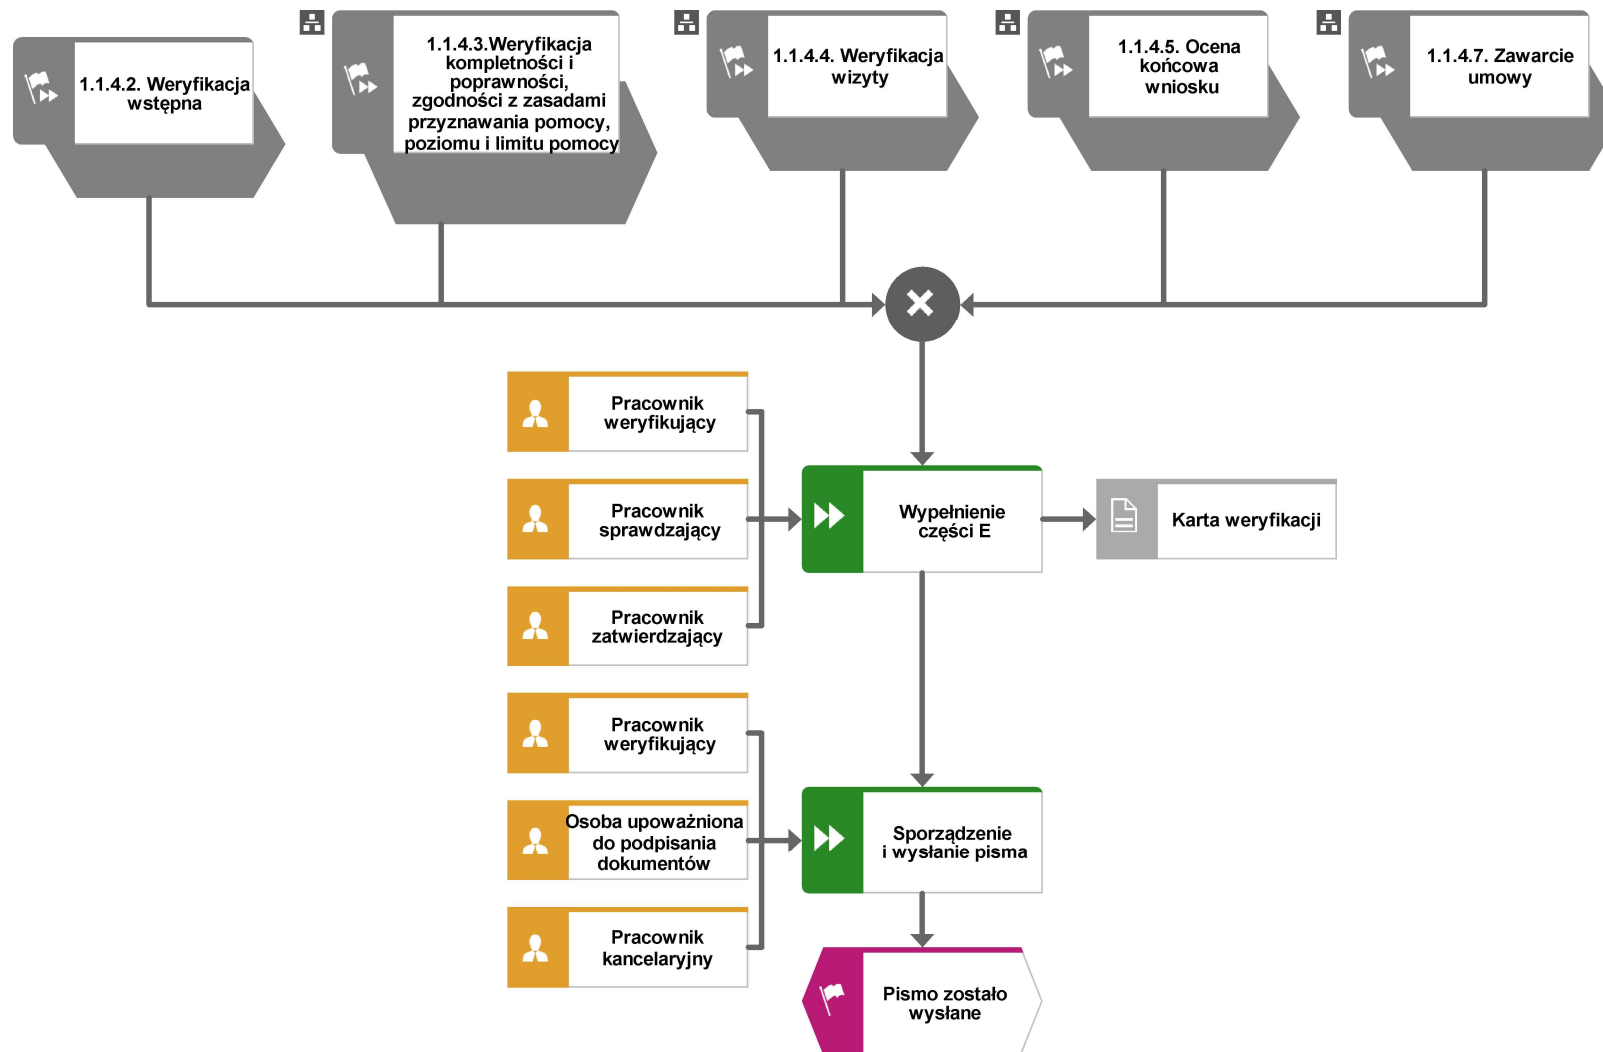 1.1.4.2. Weryfikacja
wstępna
1.1.4.3.Weryfikacja
kompletności i
poprawności,
zgodności z zasadami
przyznawania pomocy,
poziomu i limitu pomocy
1.1.4.4. Weryfikacja
wizyty
1.1.4.5. Ocena
końcowa
wniosku
1.1.4.7. Zawarcie
umowy
Pracownik
weryfikujący
Pracownik
sprawdzający
Pracownik
zatwierdzający
Wypełnienie
części E
Karta weryfikacji
Pracownik
weryfikujący
Osoba upoważniona
do podpisania
dokumentów
Pracownik
kancelaryjny
Sporządzenie
i wysłanie pisma
Pismo zostało
wysłane